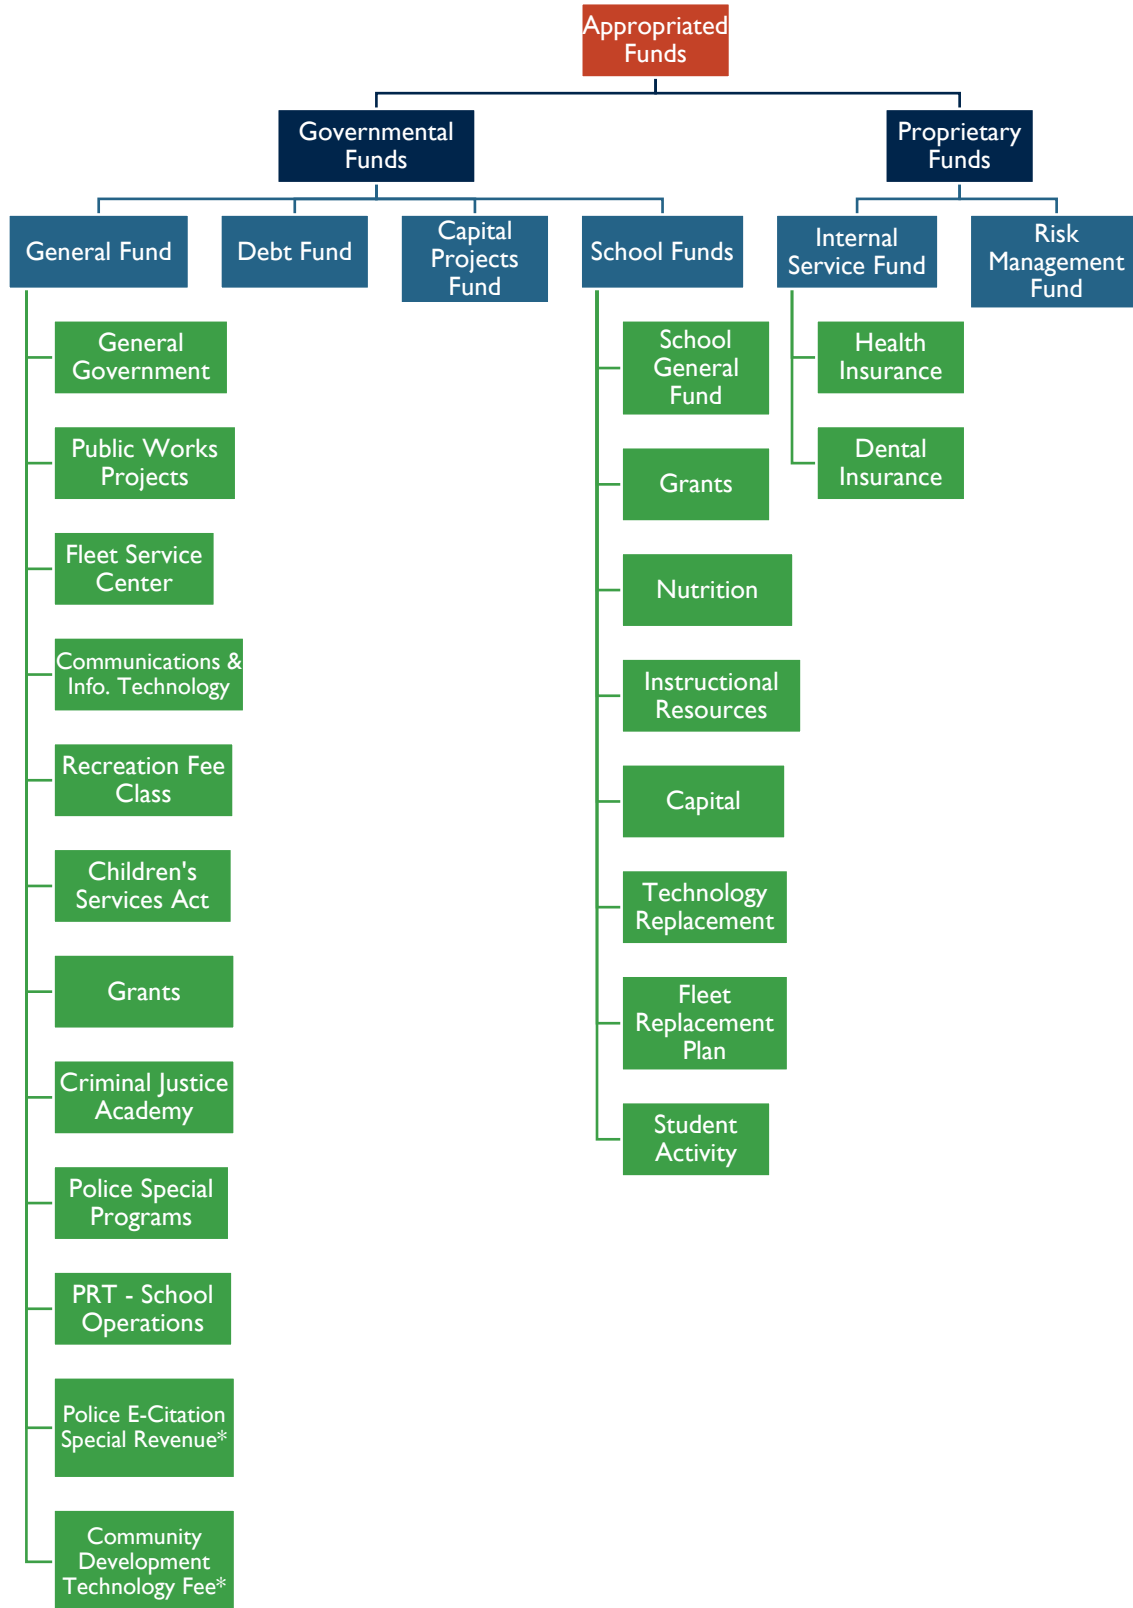 Appropriated
Funds
Governmental
Funds
Proprietary
Funds
General Fund
Debt Fund
Capital
Projects
Fund
School Funds
Internal
Service Fund
Risk
Management
Fund
General
Government
Public Works
Projects
Fleet Service
Center
Communications &
Info. Technology
Recreation Fee
Class
Children's
Services Act
Grants
Criminal Justice
Academy
Police Special
Programs
PRT - School
Operations
Police E-Citation
Special Revenue*
Community
Development
Technology Fee*
School
General
Fund
Grants
Nutrition
Instructional
Resources
Capital
Technology
Replacement
Fleet
Replacement
Plan
Student
Activity
Health
Insurance
Dental
Insurance